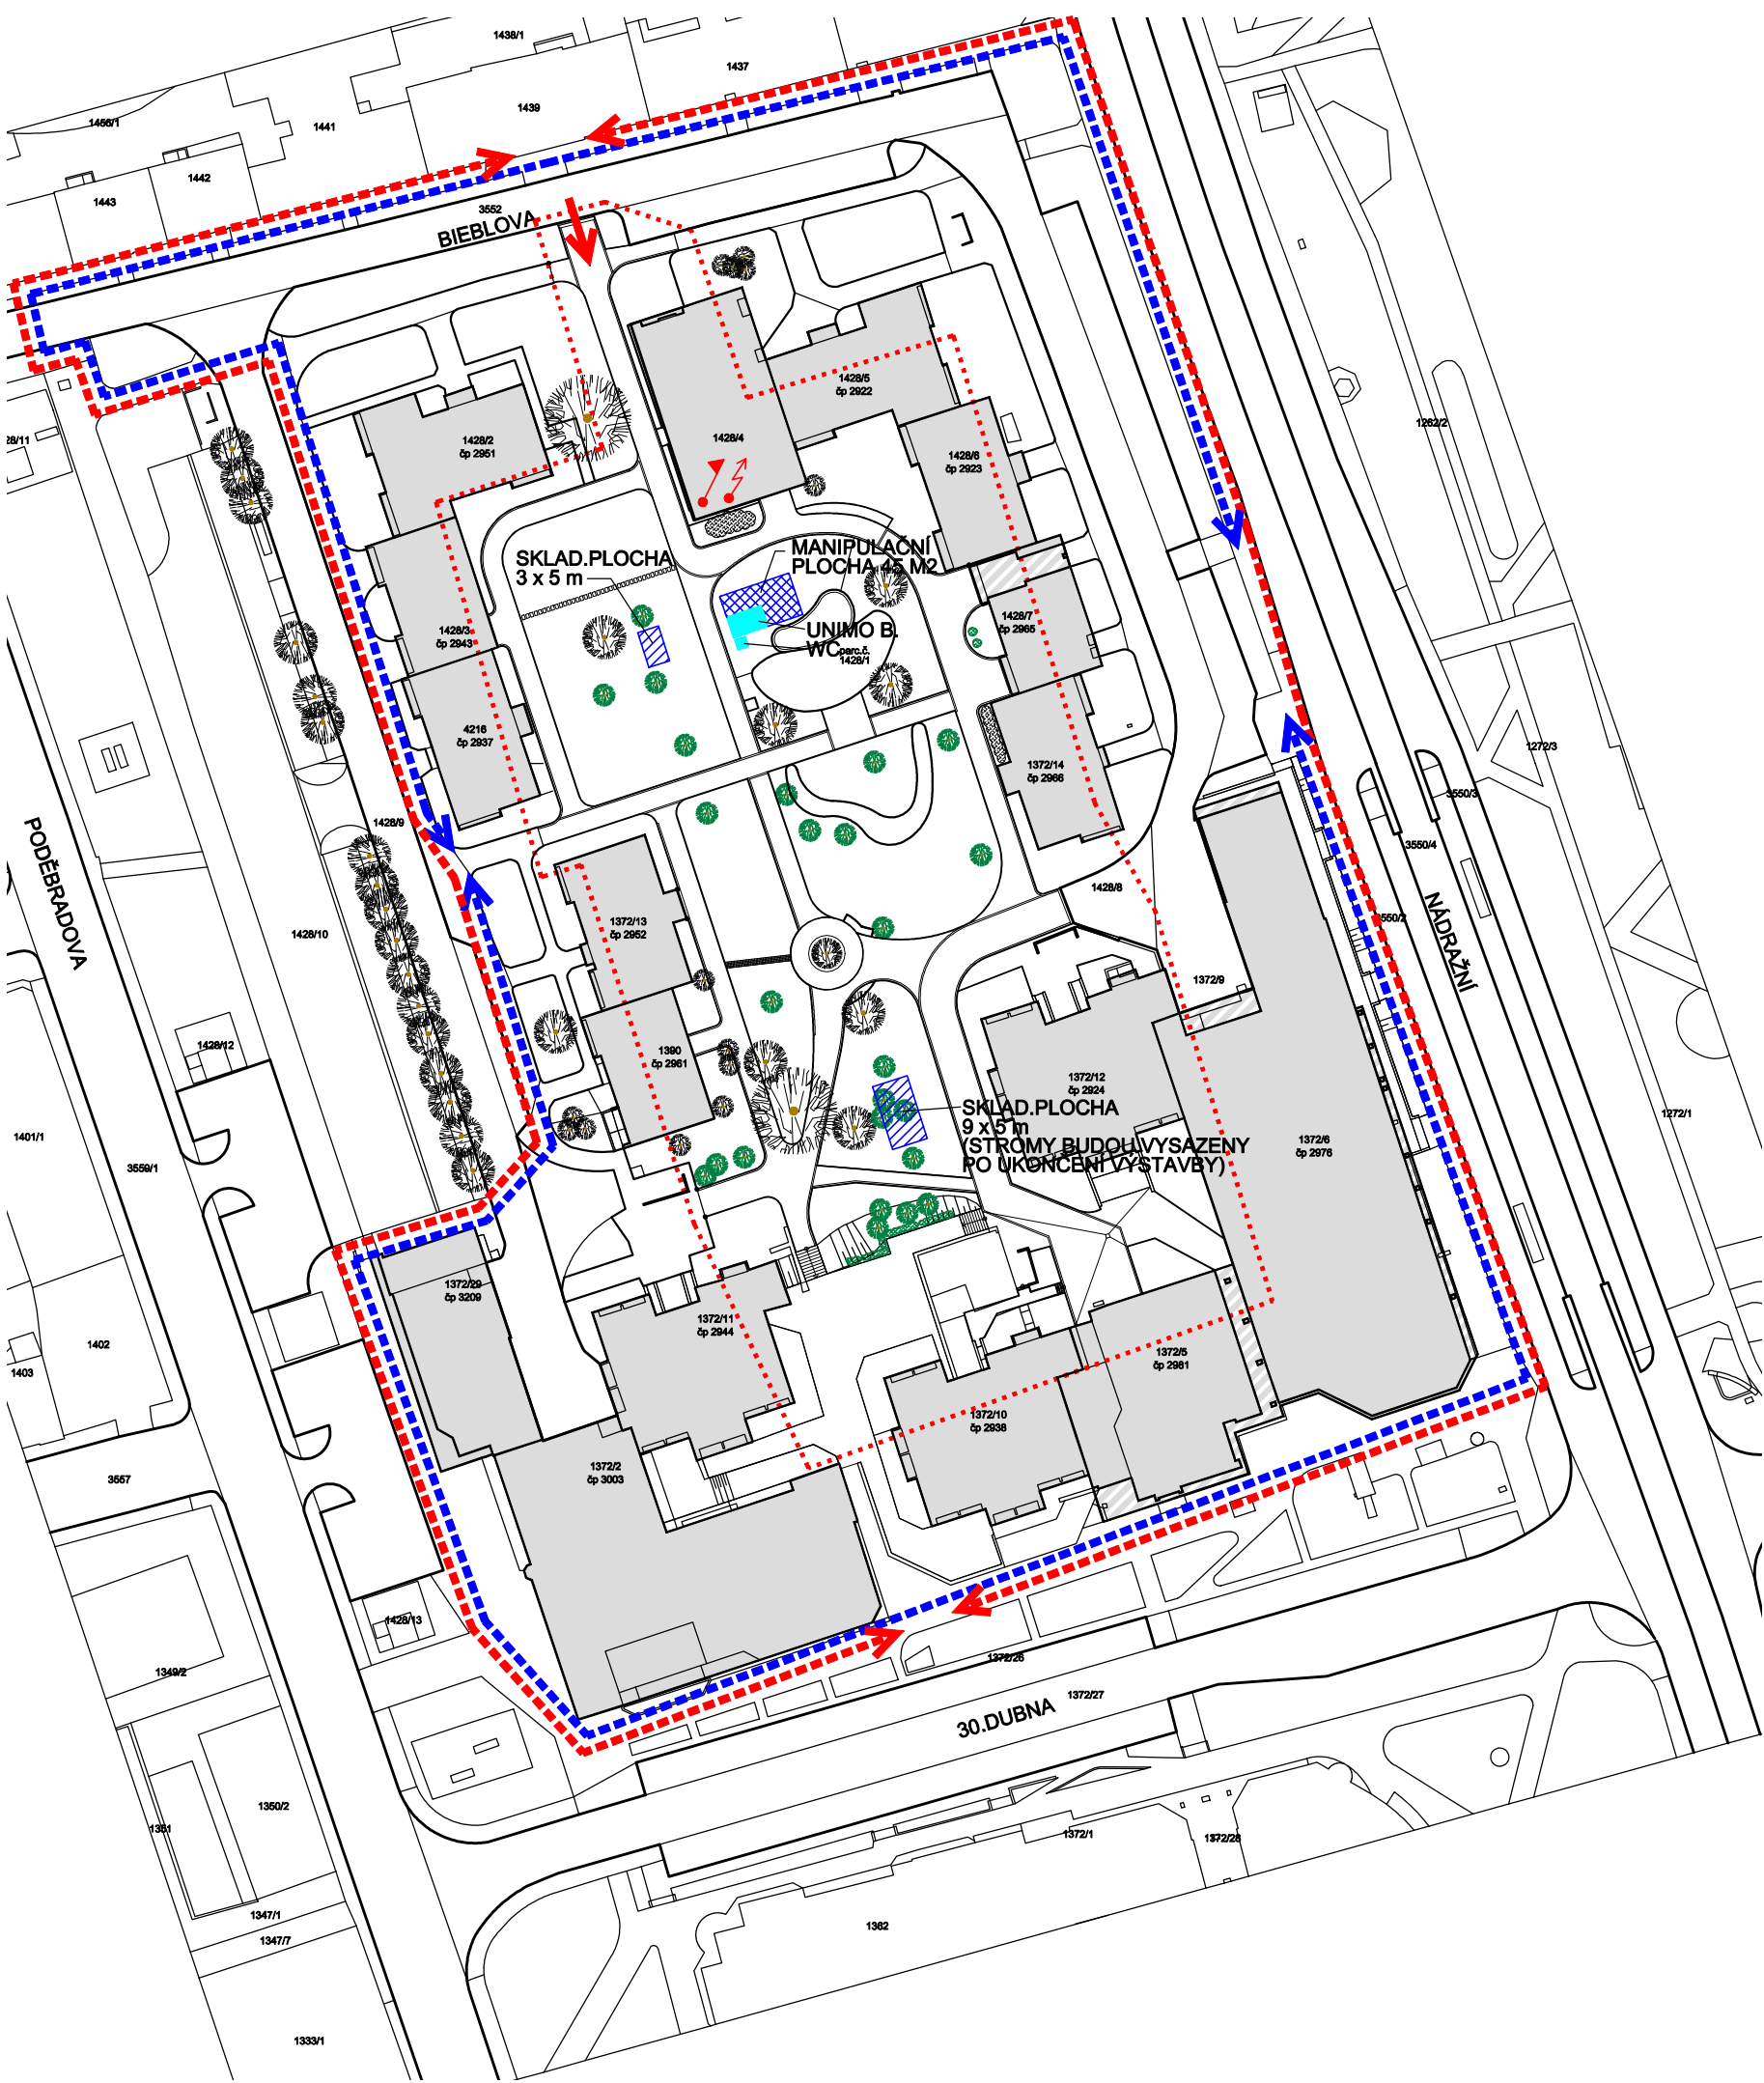 1438/1
1437
1439
1456/1
1441
1442
1443
3552
BIEBLOVA
1428/5
čp 2922
1262/2
1428/2
čp 2951
1428/4
28/11
1428/6
čp 2923
SKLAD.PLOCHA
3 x 5 m
MANIPULAČNÍ
PLOCHA 45 M2
1428/7
čp 2965
UNIMO B.
WC
parc.č.
1428/1
1428/3
čp 2943
4216
čp 2937
1372/14
čp 2966
1272/3
3550/3
1428/9
3550/4
PODĚBRADOVA
1428/8
NÁDRAŽNÍ
3550/2
1372/13
čp 2952
1428/10
1372/9
1428/12
1390
čp 2961
1372/12
čp 2924
SKLAD.PLOCHA
9 x 5 m
(STROMY BUDOU VYSAZENY
PO UKONČENÍ VÝSTAVBY)
1272/1
1401/1
1372/6
čp 2976
3559/1
1372/29
čp 3209
1372/11
čp 2944
1402
1403
1372/5
čp 2981
1372/10
čp 2938
1372/2
čp 3003
3557
1428/13
1349/2
1372/26
1372/27
30.DUBNA
1350/2
1351
1372/1
1372/28
1347/1
1347/7
1362
1333/1